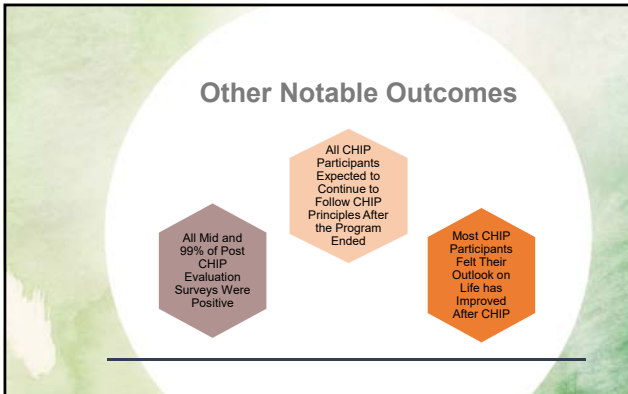 Other Notable Outcomes
All CHIP
Participants
Expected to
Continue to
Follow CHIP
Principles After
the Program
Ended
All Mid and
99% of Post
CHIP
Evaluation
Surveys Were
Positive
Most CHIP
Participants
Felt Their
Outlook on
Life has
Improved
After CHIP